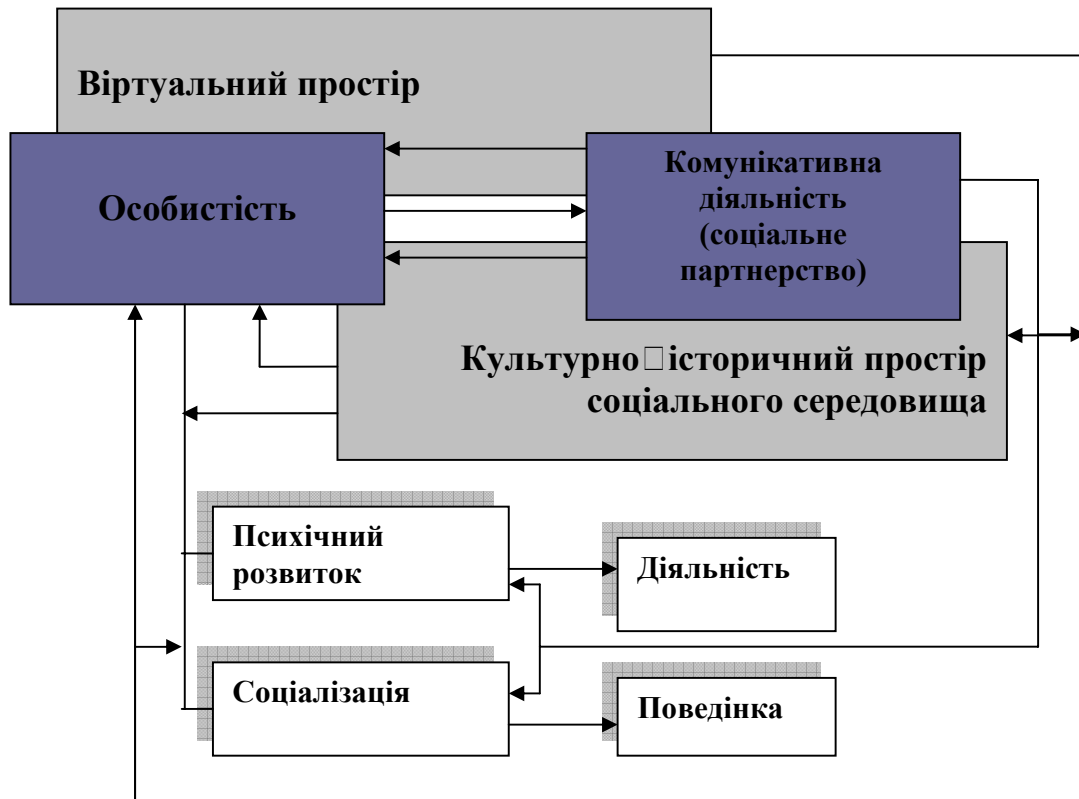 Віртуальний простір
Особистість
Комунікативна
діяльність
(соціальне
партнерство)
Культурно□історичний простір
соціального середовища
Психічний
розвиток
Діяльність
Соціалізація
Поведінка